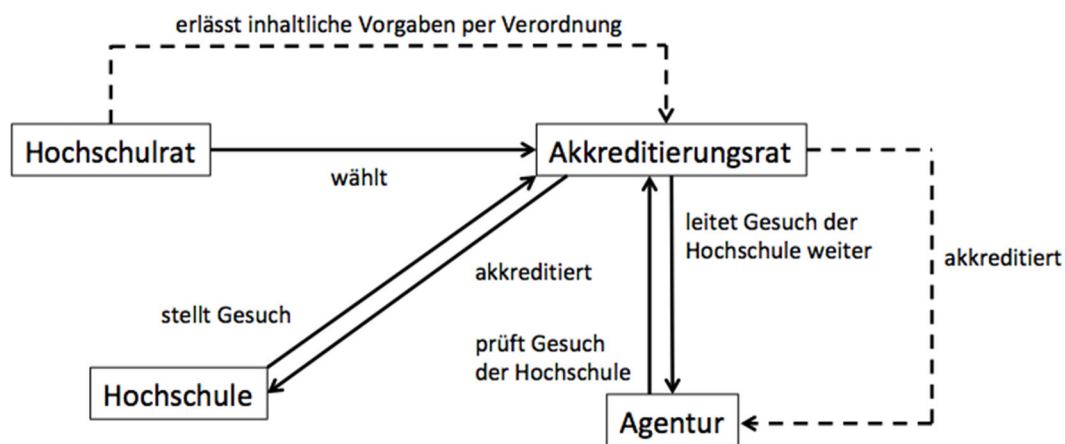 erlässt inhaltliche Vorgaben per Verordnung
Hochschulrat
Akkreditierungsrat
wählt
leitet Gesuch der
Hochschule weiter
akkreditiert
akkreditiert
stellt Gesuch
prüft Gesuch
der Hochschule
Hochschule
Agentur